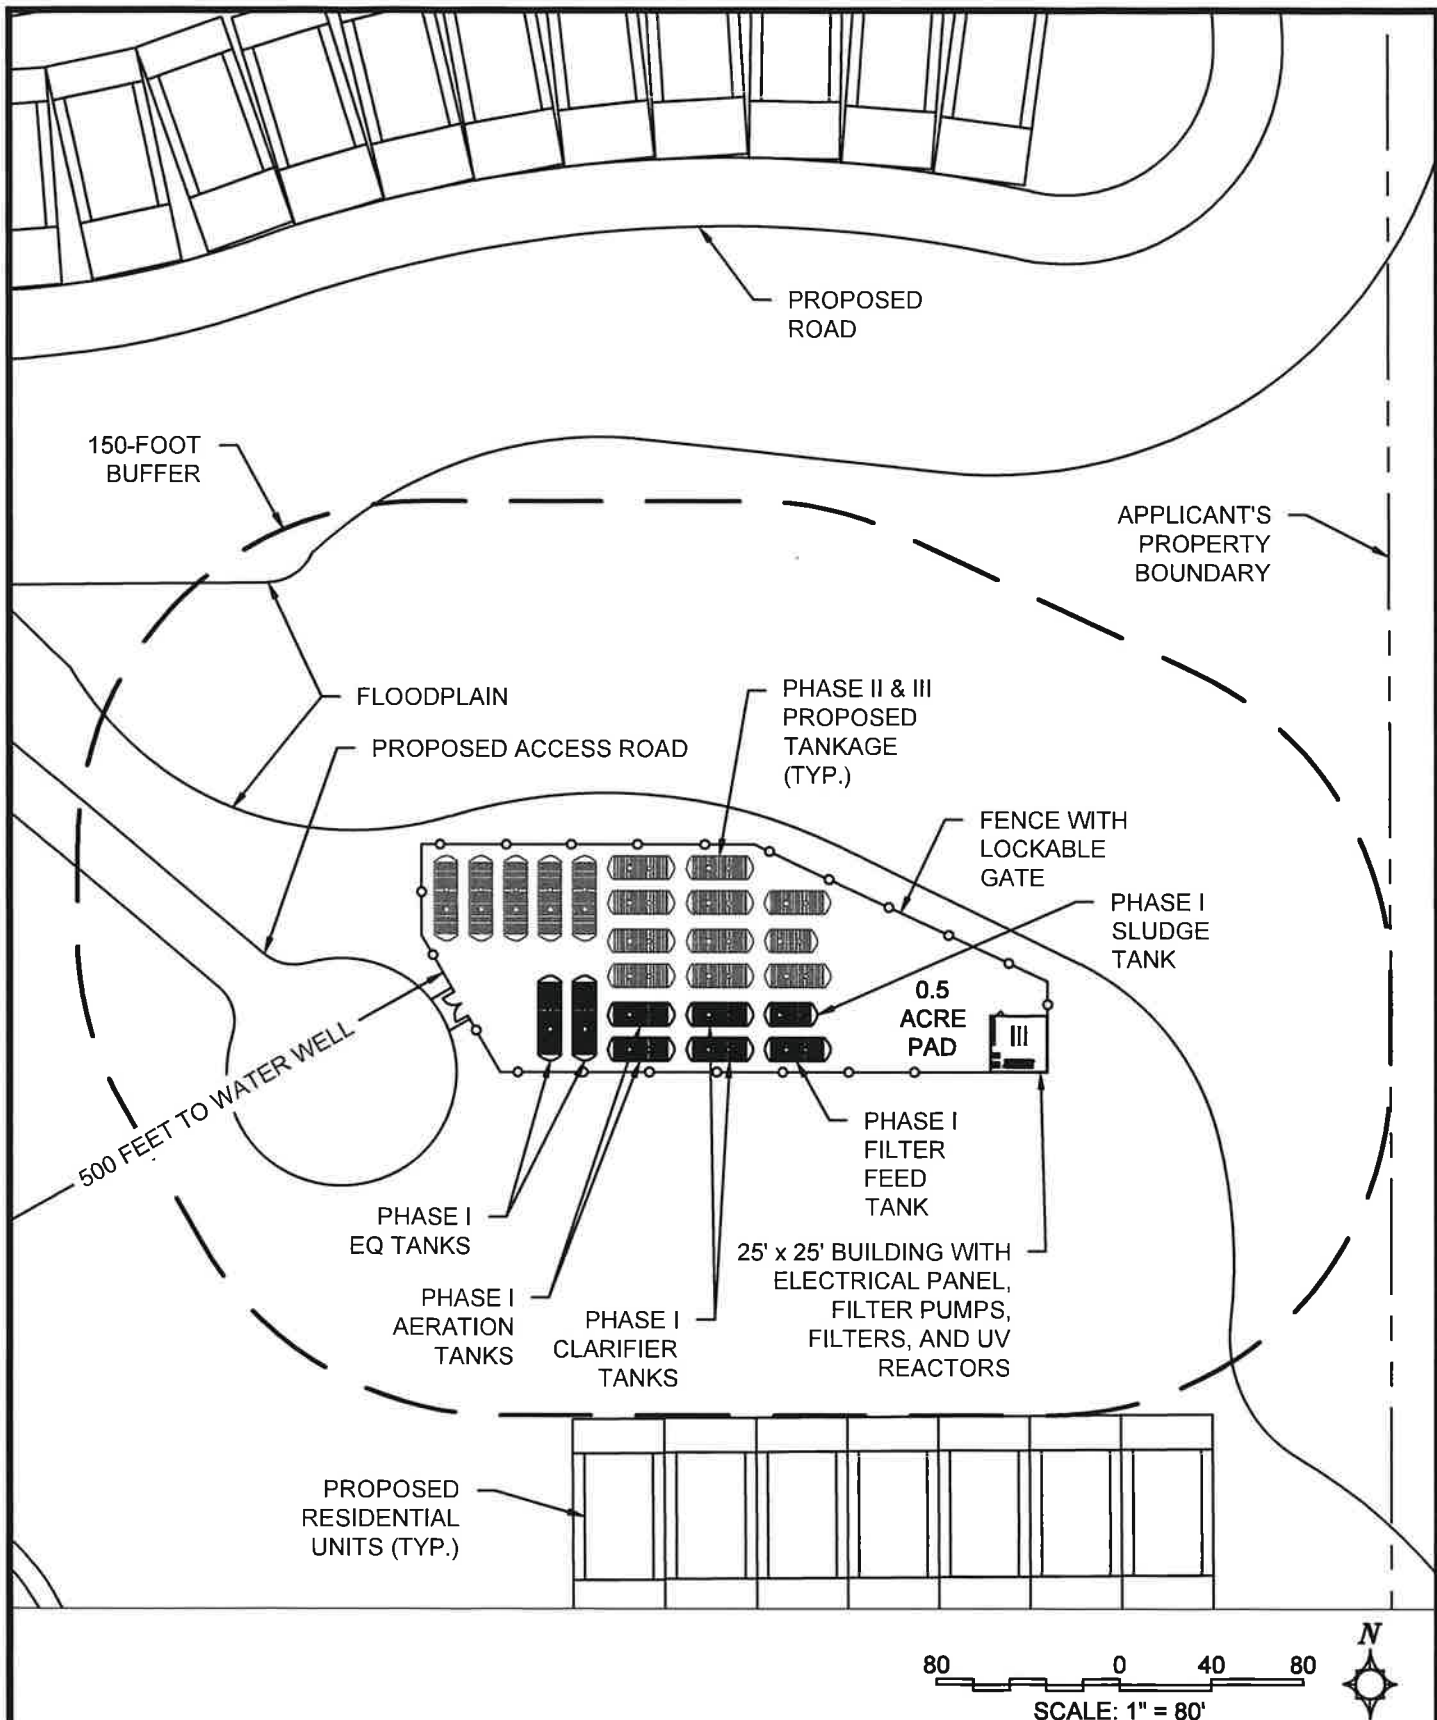 PROPOSED
ROAD
150-FOOT
BUFFER
APPLICANT'S
PROPERTY
BOUNDARY
FLOODPLAIN
PROPOSED ACCESS ROAD
PHASE II & III
PROPOSED
TANKAGE
(TYP.)
FENCE WITH
LOCKABLE
GATE
PHASE I
SLUDGE
TANK
0.5
ACRE
PAD
500 FEET TO WATER WELL
PHASE I
FILTER
FEED
TANK
PHASE I
EQ TANKS
25' x 25' BUILDING WITH
ELECTRICAL PANEL,
FILTER PUMPS,
FILTERS, AND UV
REACTORS
PHASE I
AERATION
TANKS
PHASE I
CLARIFIER
TANKS
PROPOSED
RESIDENTIAL
UNITS (TYP.)
N
80 0 40 80
SCALE: 1" = 80'